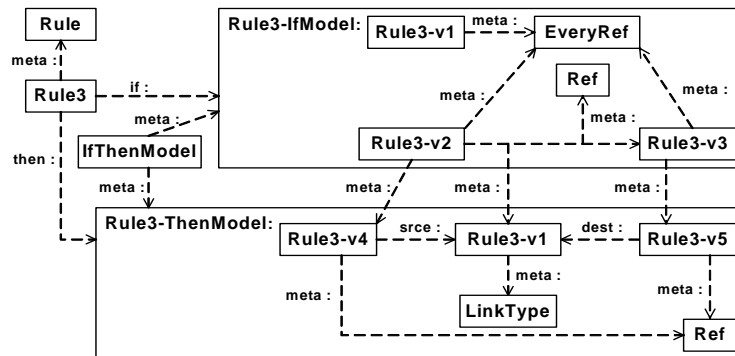 Rule
Rule3-IfModel:
Rule3-v1
meta :
EveryRef
meta :
Ref
Rule3
if :
meta :
meta :
meta :
meta :
IfThenModel
Rule3-v2
Rule3-v3
then :
meta :
meta :
meta :
meta :
Rule3-ThenModel:
Rule3-v4
srce :
Rule3-v1
dest :
Rule3-v5
meta :
meta :
meta :
LinkType
Ref